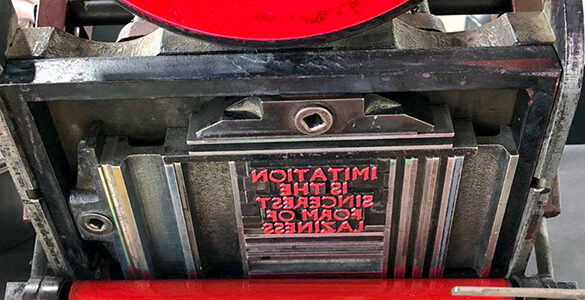 IMITATION
IS THE
SINCEREST
FORM OF
LAZINESS